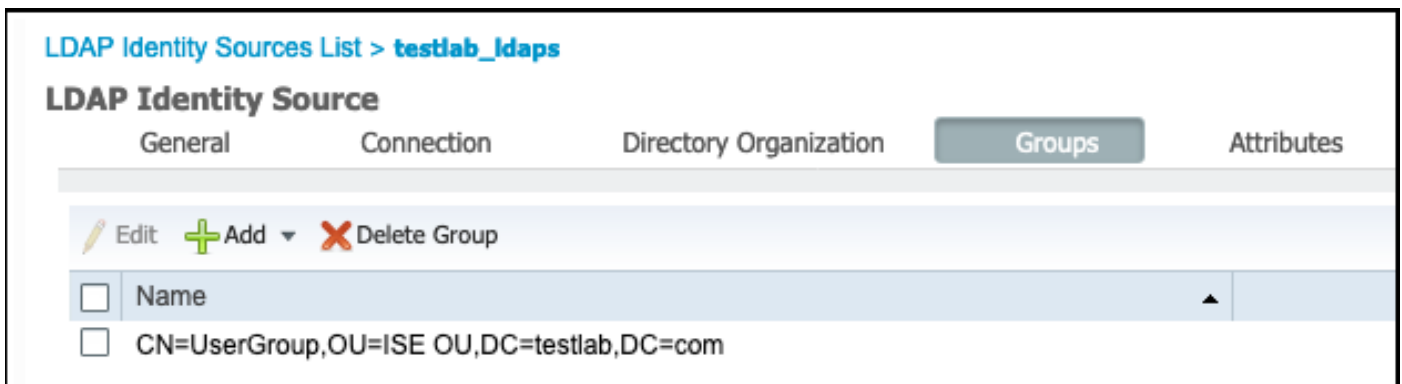 LDAP Identity Sources List > testlab_ldaps
LDAP Identity Source
General Connection Directory Organization Groups Attributes
Edit Add Delete Group
Name
CN=UserGroup,OU=ISE OU,DC=testlab,DC=com